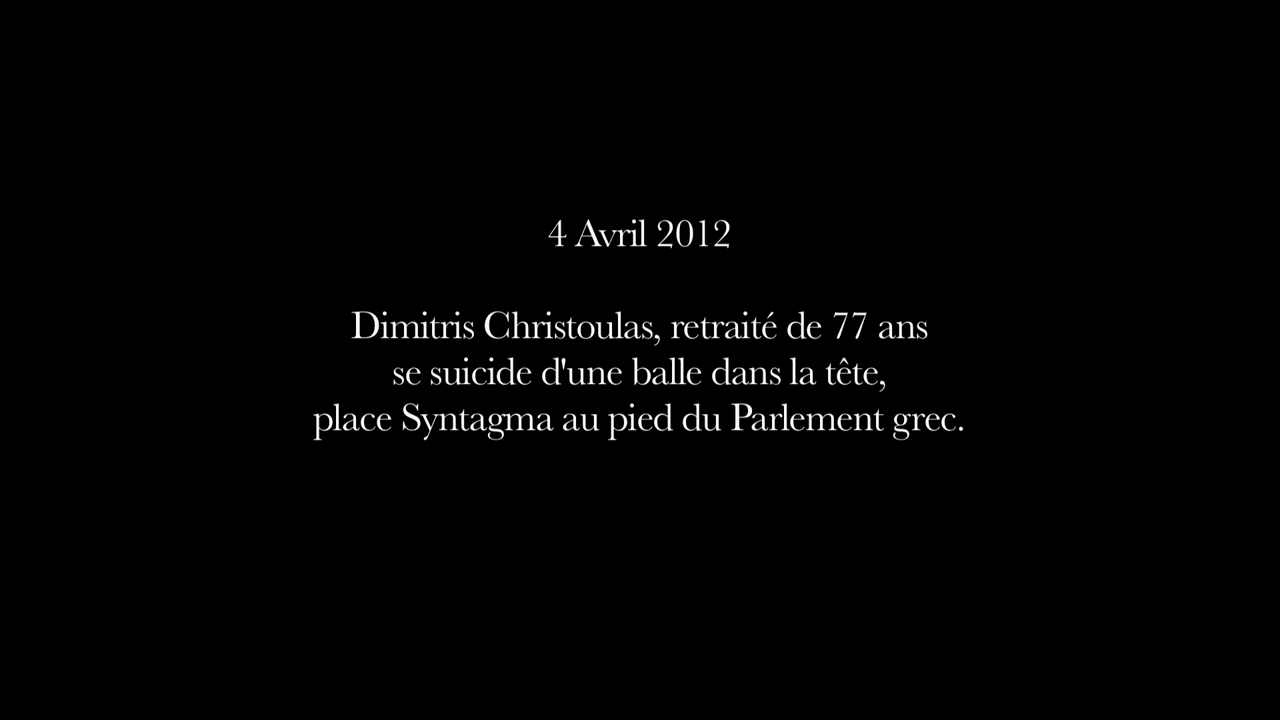 4 Avril 2012
Dimitris Christoulas, retraité de 77 ans
se suicide d'une balle dans la tête,
place Syntagma au pied du Parlement grec.